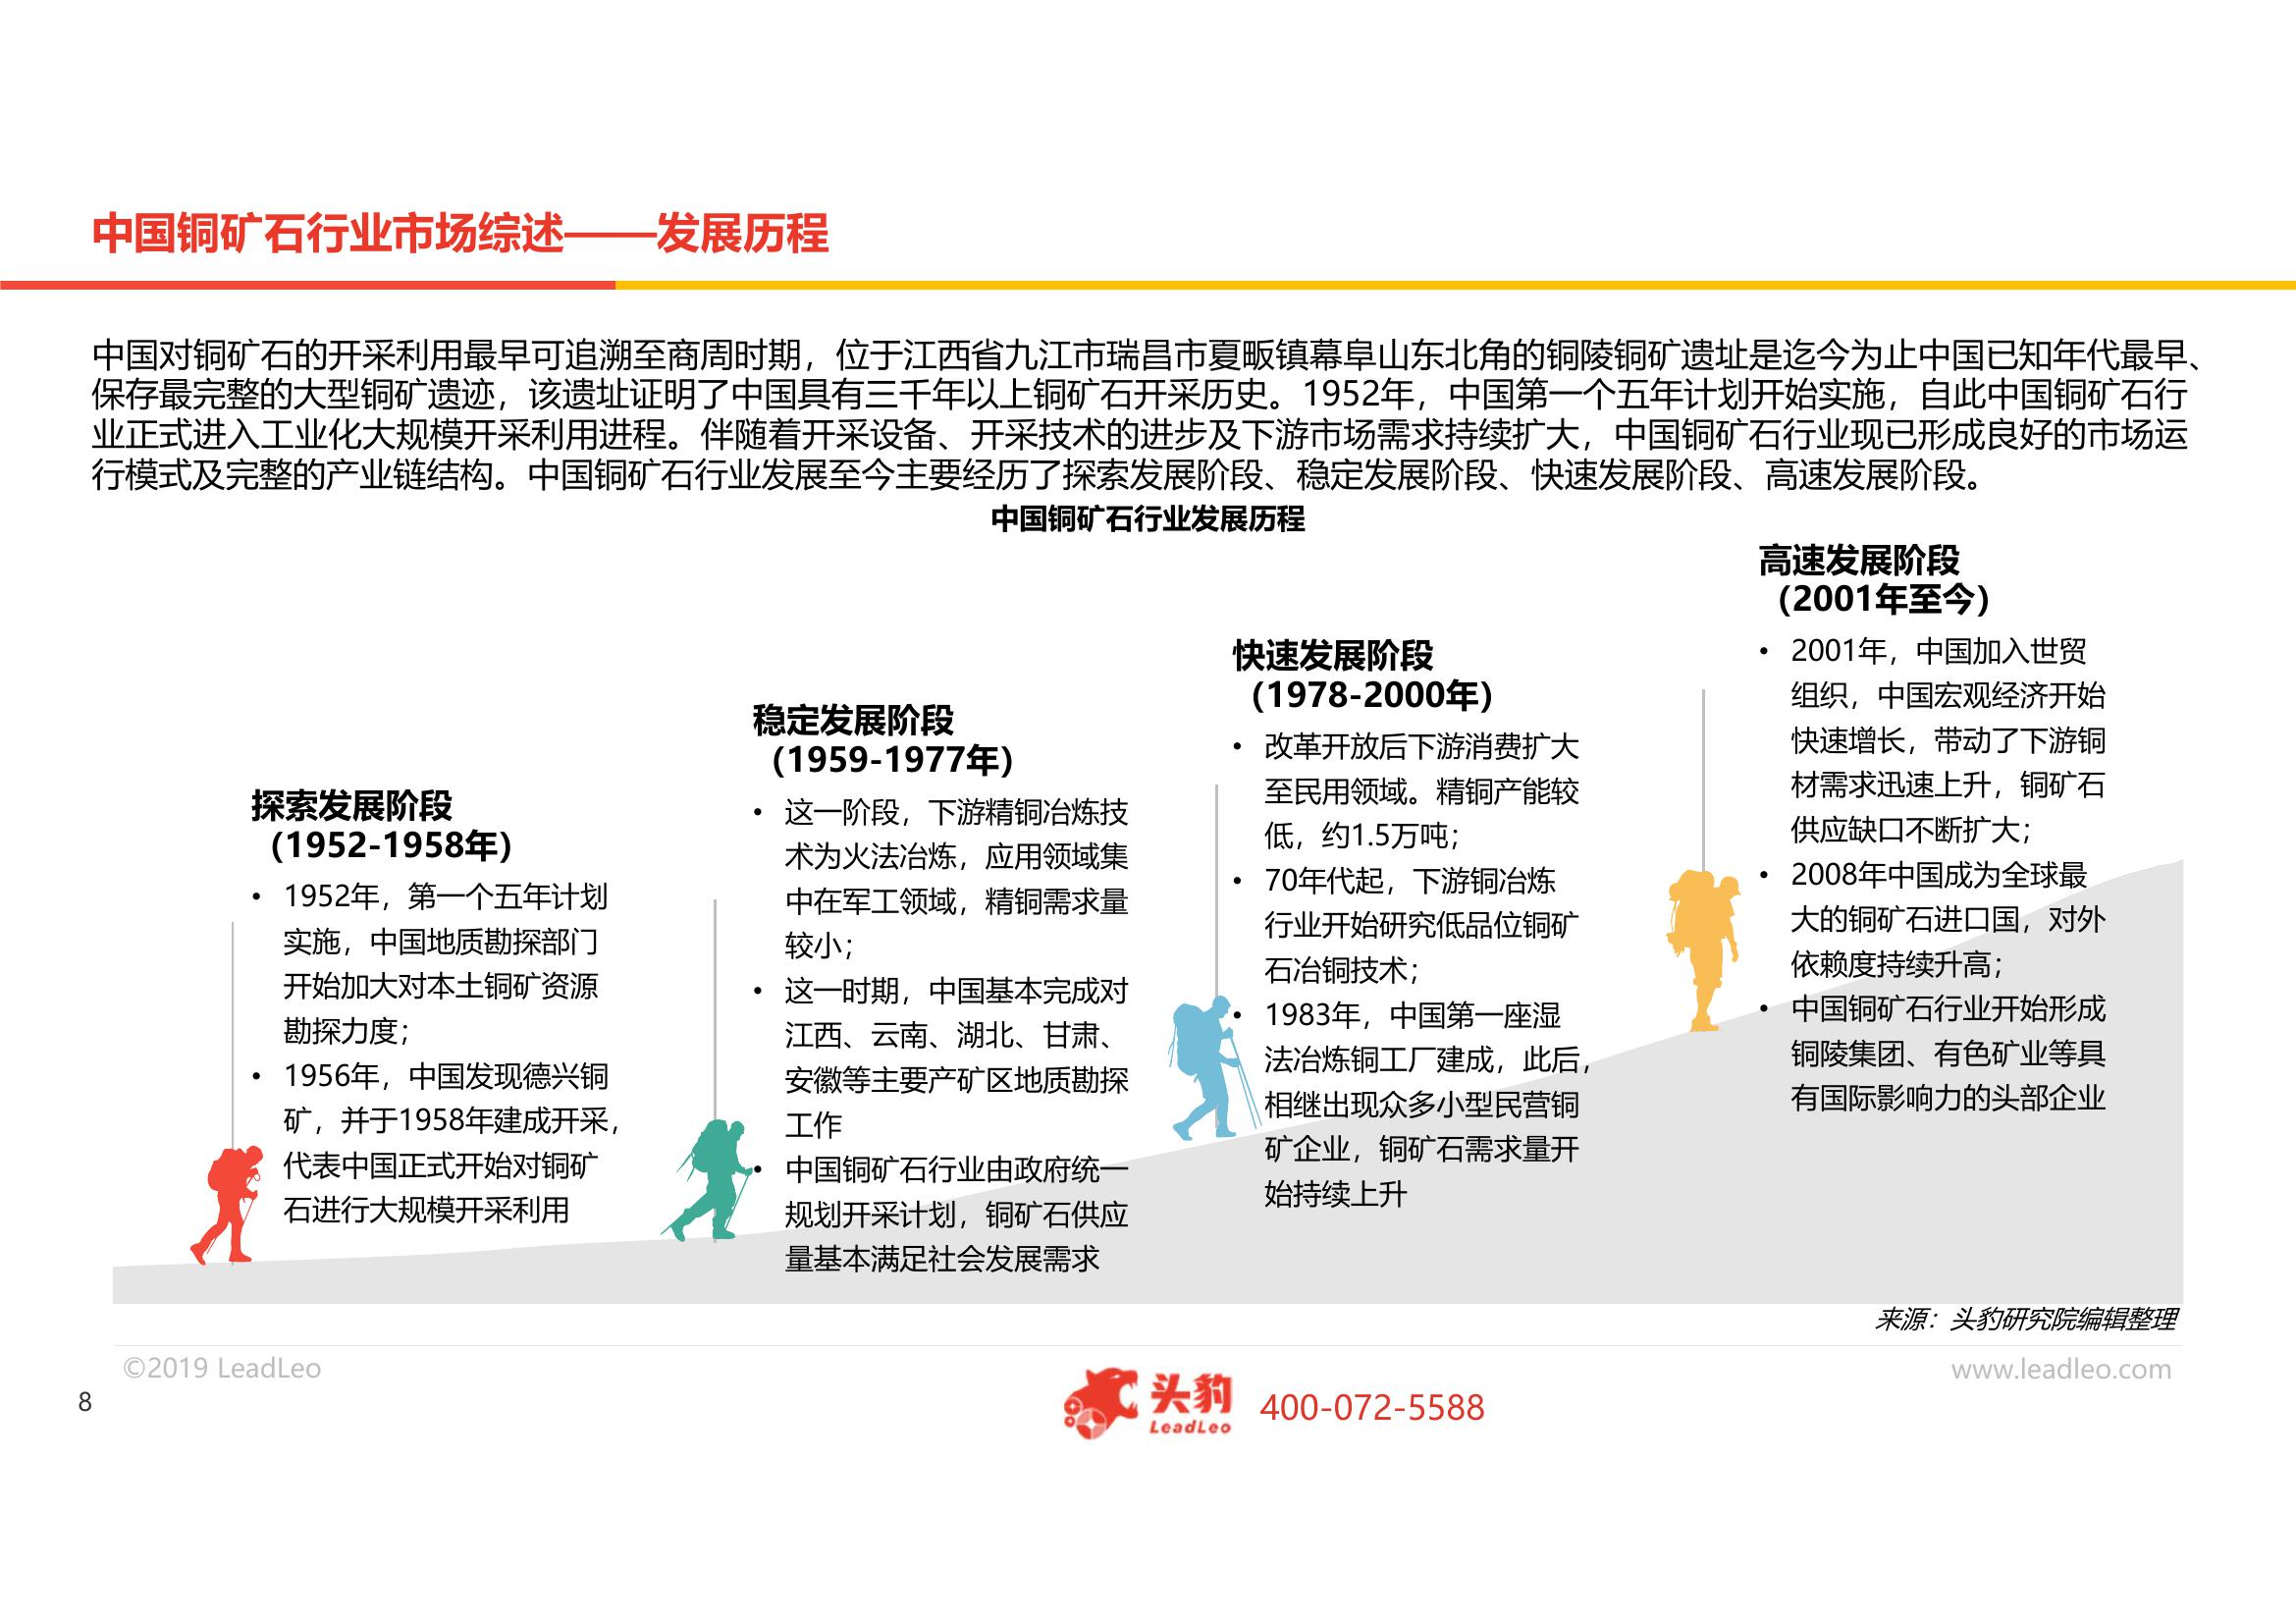 中国铜矿石行业市场综述——发展历程
中国对铜矿石的开采利用最早可追溯至商周时期，位于江西省九江市瑞昌市夏畈镇幕阜山东北角的铜陵铜矿遗址是迄今为止中国已知年代最早、
保存最完整的大型铜矿遗迹，该遗址证明了中国具有三千年以上铜矿石开采历史。1952年，中国第一个五年计划开始实施，自此中国铜矿石行
业正式进入工业化大规模开采利用进程。伴随着开采设备、开采技术的进步及下游市场需求持续扩大，中国铜矿石行业现已形成良好的市场运
行模式及完整的产业链结构。中国铜矿石行业发展至今主要经历了探索发展阶段、稳定发展阶段、快速发展阶段、高速发展阶段。
中国铜矿石行业发展历程
探索发展阶段
（1952-1958年）
• 1952年，第一个五年计划
实施，中国地质勘探部门
开始加大对本土铜矿资源
勘探力度；
• 1956年，中国发现德兴铜
矿，并于1958年建成开采，
代表中国正式开始对铜矿
石进行大规模开采利用
稳定发展阶段
（1959-1977年）
• 这一阶段，下游精铜冶炼技
术为火法冶炼，应用领域集
中在军工领域，精铜需求量
较小；
• 这一时期，中国基本完成对
江西、云南、湖北、甘肃、
安徽等主要产矿区地质勘探
工作
• 中国铜矿石行业由政府统一
规划开采计划，铜矿石供应
量基本满足社会发展需求
快速发展阶段
（1978-2000年）
• 改革开放后下游消费扩大
至民用领域。精铜产能较
低，约1.5万吨；
• 70年代起，下游铜冶炼
行业开始研究低品位铜矿
石冶铜技术；
• 1983年，中国第一座湿
法冶炼铜工厂建成，此后，
相继出现众多小型民营铜
矿企业，铜矿石需求量开
始持续上升
高速发展阶段
（2001年至今）
• 2001年，中国加入世贸
组织，中国宏观经济开始
快速增长，带动了下游铜
材需求迅速上升，铜矿石
供应缺口不断扩大；
• 2008年中国成为全球最
大的铜矿石进口国，对外
依赖度持续升高；
• 中国铜矿石行业开始形成
铜陵集团、有色矿业等具
有国际影响力的头部企业
来源：头豹研究院编辑整理
©2019 LeadLeo
www.leadleo.com
8
头豹
LeadLeo
400-072-5588